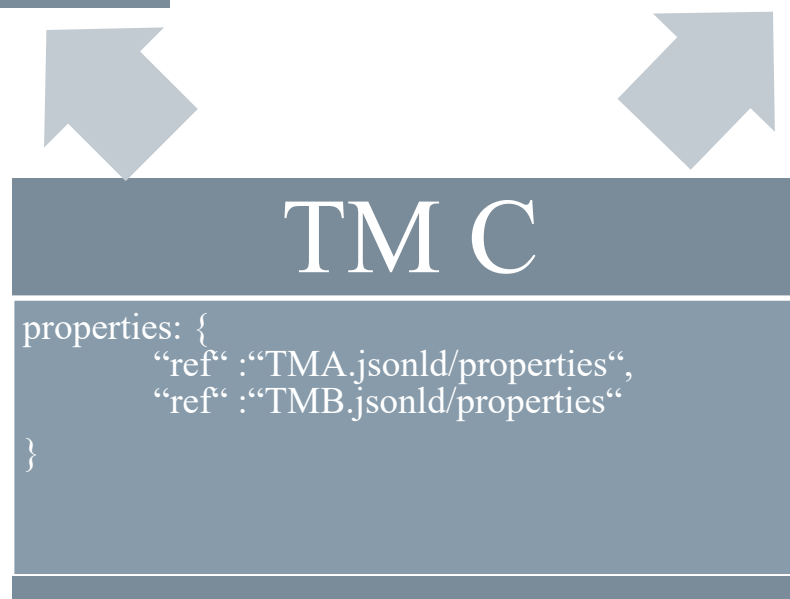 TM C
properties: {
“ref“ :“TMA.jsonld/properties“,
“ref“ :“TMB.jsonld/properties“
}